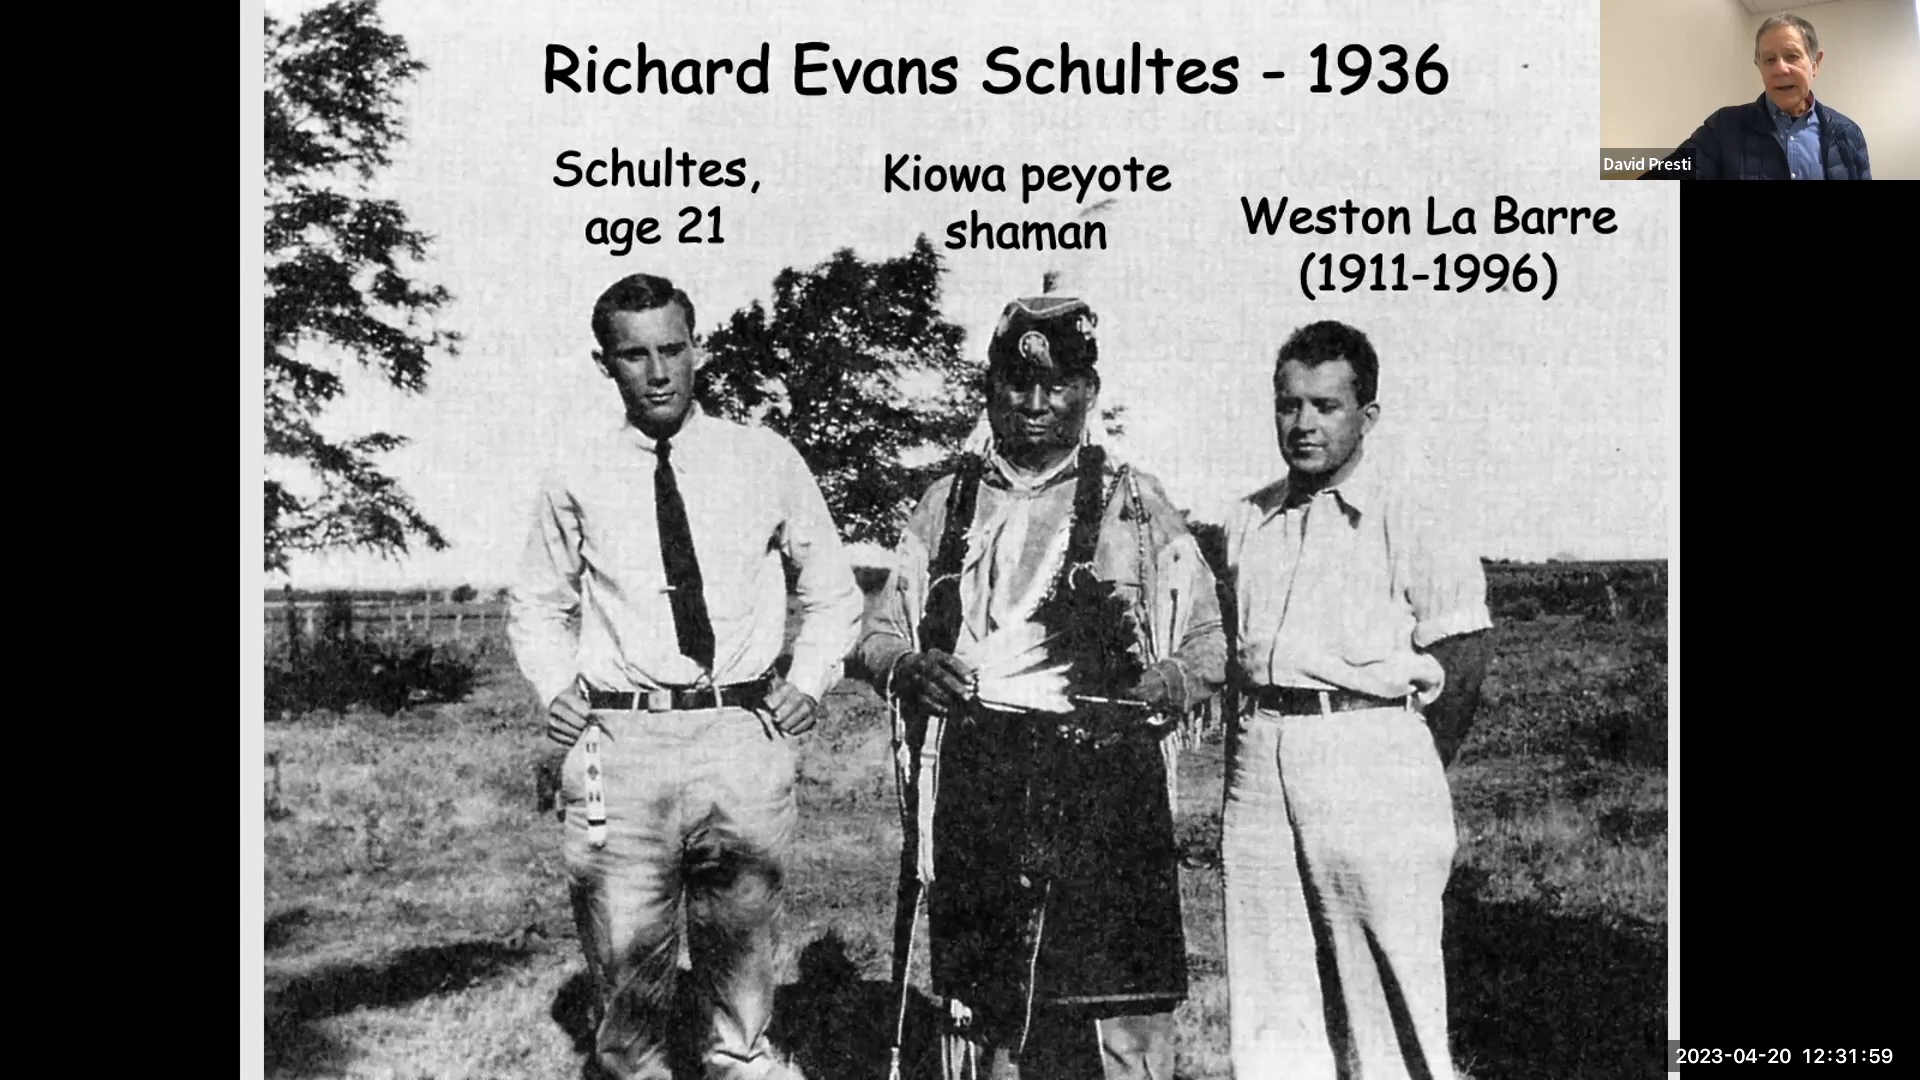 Richard Evans Schultes - 1936
Schultes,
age 21
Kiowa peyote
shaman
Weston La Barre
(1911-1996)
David Presti
2023-04-20 12:31:59